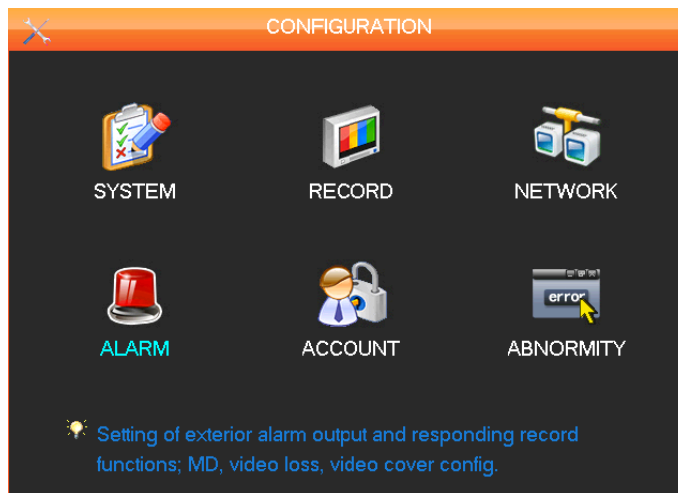 CONFIGURATION
SYSTEM
RECORD
NETWORK
error
ALARM
ACCOUNT
ABNORMITY
Setting of exterior alarm output and responding record
functions; MD, video loss, video cover config.